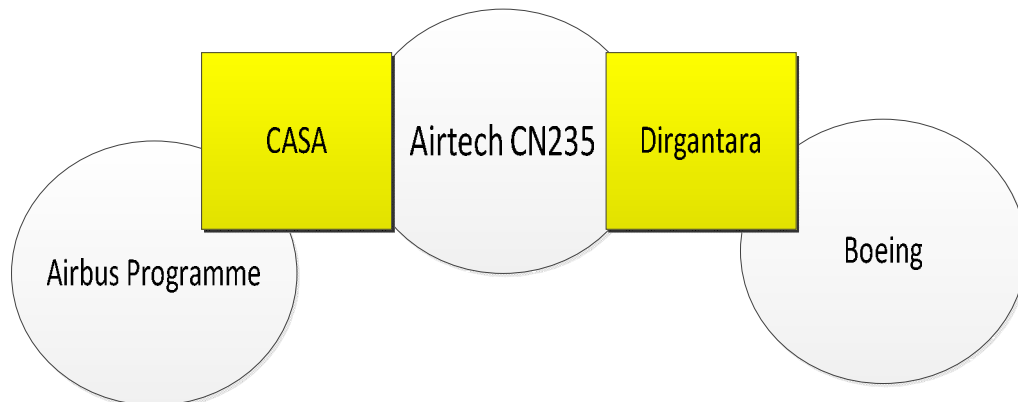 CASA
Airtech CN235
Dirgantara
Airbus Programme
Boeing